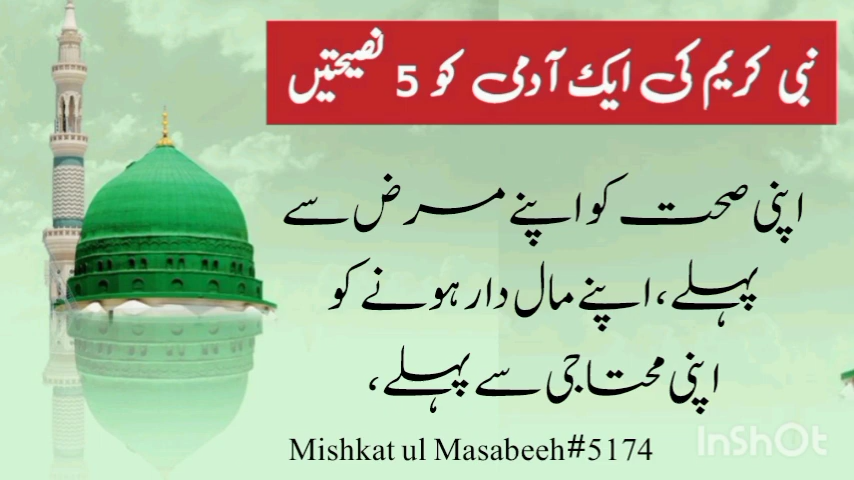 نبی کریم کی ایک آدمی کو 5 نصیحتیں
اپنی صحت کو اپنے مرض سے
پہلے، اپنے مال دار ہونے کو
اپنی محتاجی سے پہلے،
Mishkat ul Masabeeh#5174
InShOt